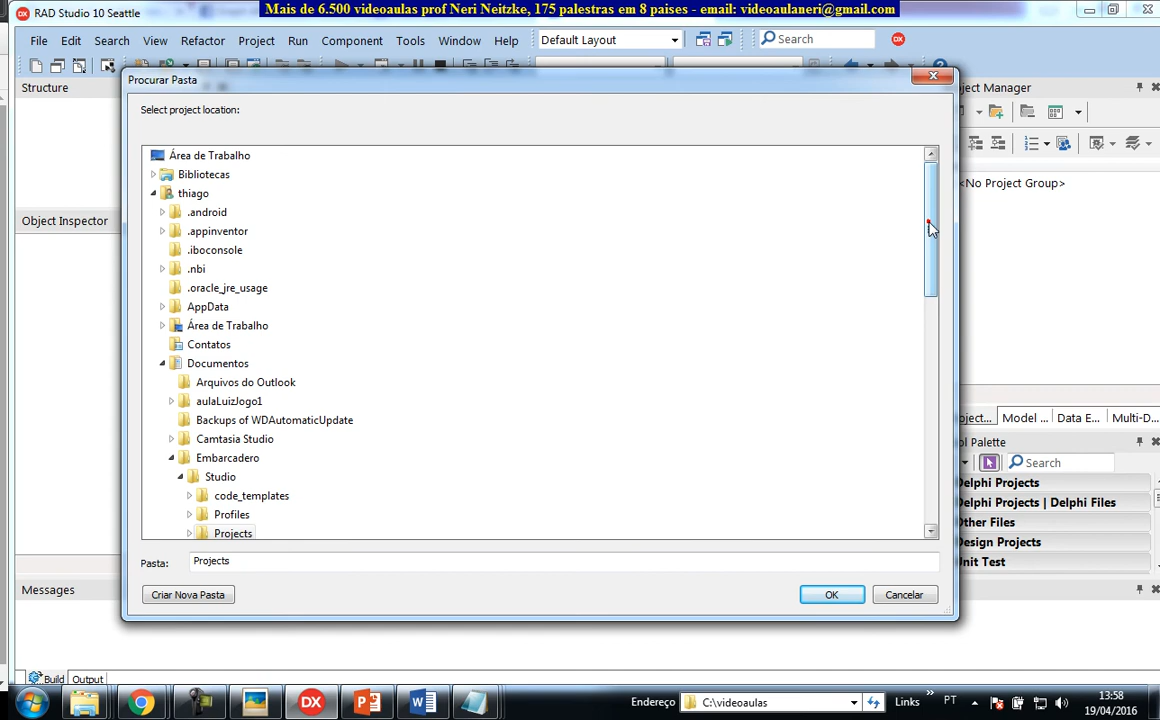 RAD Studio 10 Seattle
Mais de 6.500 videoaulas prof Neri Neitzke, 175 palestras em 8 paises - email: videoaulaneri@gmail.com
File Edit Search View Refactor Project Run Component Tools Window Help Default Layout Search
Structure
Procurar Pasta
ject Manager
Select project location:
Área de Trabalho
Bibliotecas
thiago
<No Project Group>
.android
Object Inspector
.appinventor
.iboconsole
.nbi
.oracle_jre_usage
AppData
Área de Trabalho
Contatos
Documentos
Arquivos do Outlook
aulaLuizJogo1
Backups of WDAutomaticUpdate
oject... Model ... Data E... Multi-D...
Camtasia Studio
ol Palette
Embarcadero
Search
Studio
Delphi Projects
code_templates
Delphi Projects | Delphi Files
Profiles
Other Files
Projects
Design Projects
Pasta: Projects
Unit Test
Messages
Criar Nova Pasta OK Cancelar
Build Output
Endereço C:\videoaulas Links PT 13:58
19/04/2016